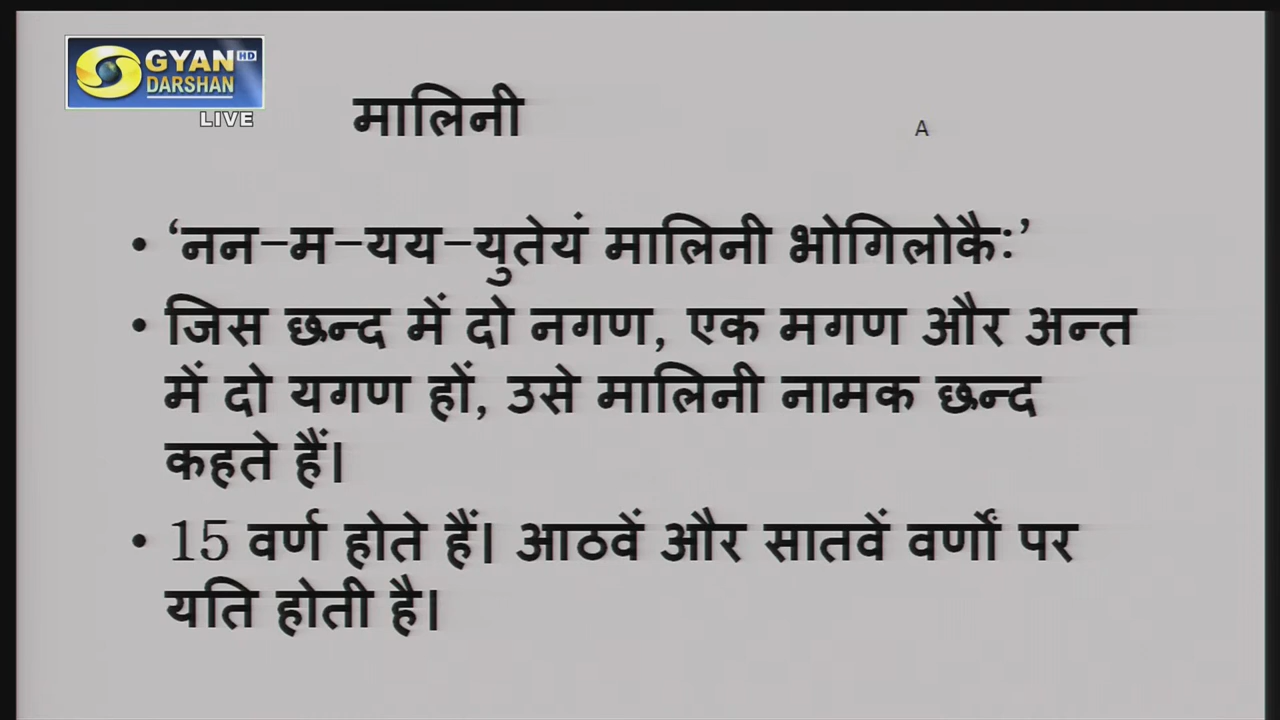 GYAN HD
DARSHAN
LIVE
मालिनी
A
• ‘नन-म-यय-युतेयं मालिनी भोगिलोकैः’
• जिस छन्द में दो नगण, एक मगण और अन्त
में दो यगण हों, उसे मालिनी नामक छन्द
कहते हैं।
• 15 वर्ण होते हैं। आठवें और सातवें वर्णों पर
यति होती है।